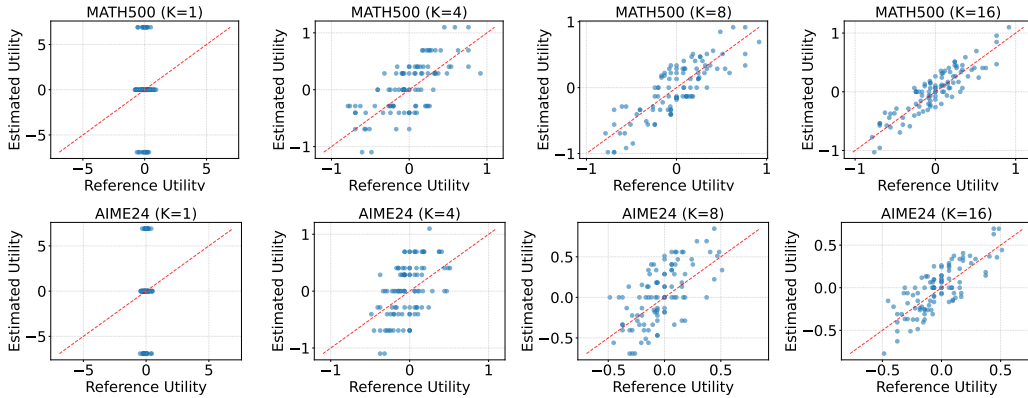 MATH500 (K=1)
Estimated Utility
5
0
−5
−5
0
5
Reference Utility
MATH500 (K=4)
Estimated Utility
1
0
−1
−1
0
1
Reference Utility
MATH500 (K=8)
Estimated Utility
1
0
−1
−1
0
1
Reference Utility
MATH500 (K=16)
Estimated Utility
1
0
−1
−1
0
1
Reference Utility
AIME24 (K=1)
Estimated Utility
5
0
−5
−5
0
5
Reference Utility
AIME24 (K=4)
Estimated Utility
1
0
−1
−1
0
1
Reference Utility
AIME24 (K=8)
Estimated Utility
0.5
0.0
−0.5
−0.5
0.0
0.5
Reference Utility
AIME24 (K=16)
Estimated Utility
0.5
0.0
−0.5
−0.5
0.0
0.5
Reference Utility